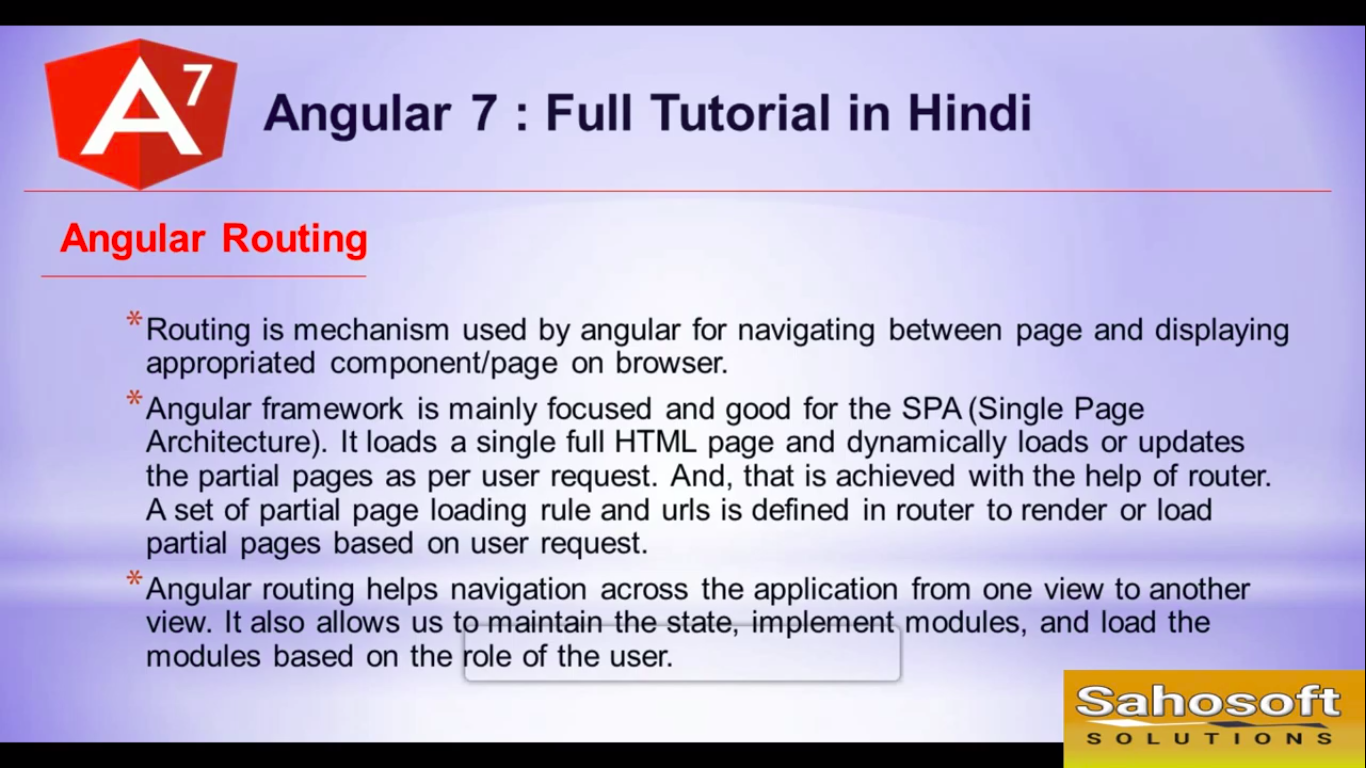 A7
Angular 7 : Full Tutorial in Hindi
Angular Routing
* Routing is mechanism used by angular for navigating between page and displaying
appropriated component/page on browser.
* Angular framework is mainly focused and good for the SPA (Single Page
Architecture). It loads a single full HTML page and dynamically loads or updates
the partial pages as per user request. And, that is achieved with the help of router.
A set of partial page loading rule and urls is defined in router to render or load
partial pages based on user request.
* Angular routing helps navigation across the application from one view to another
view. It also allows us to maintain the state, implement modules, and load the
modules based on the role of the user.
Sahosoft
SOLUTIONS